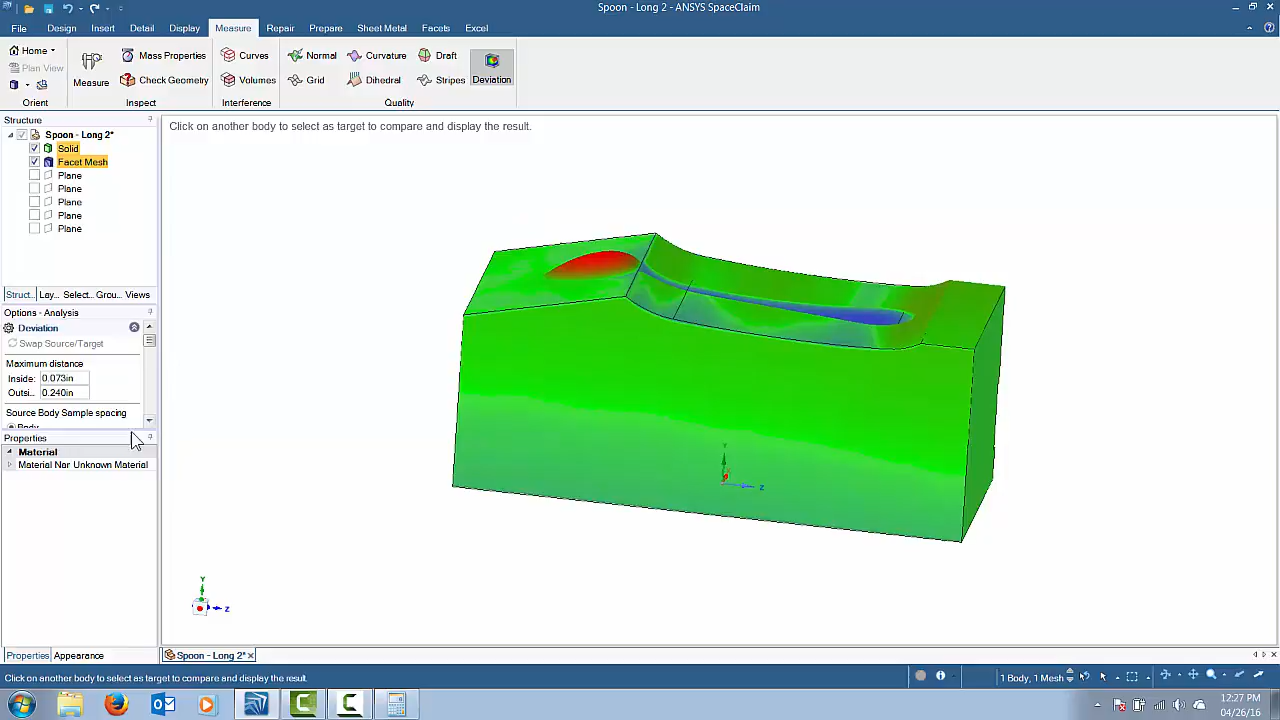 Spoon - Long 2 - ANSYS SpaceClaim
File Design Insert Detail Display Measure Repair Prepare Sheet Metal Facets Excel
Home Mass Properties Curves Normal Curvature Draft
Plan View Measure Check Geometry Volumes Grid Dihedral Stripes Deviation
Orient Inspect Interference Quality
Structure
Click on another body to select as target to compare and display the result.
Spoon - Long 2*
Solid
Facet Mesh
Plane
Plane
Plane
Plane
Plane
Struct... Lay... Select... Grou... Views
Options - Analysis
Deviation
Swap Source/Target
Maximum distance
Inside: 0.073in
Outsi... 0.240in
Source Body Sample spacing
Body
Properties
Material
Material Nar Unknown Material
Y
Z
Y
Z
Properties Appearance
Spoon - Long 2*
Click on another body to select as target to compare and display the result.
1 Body, 1 Mesh
12:27 PM
04/26/16